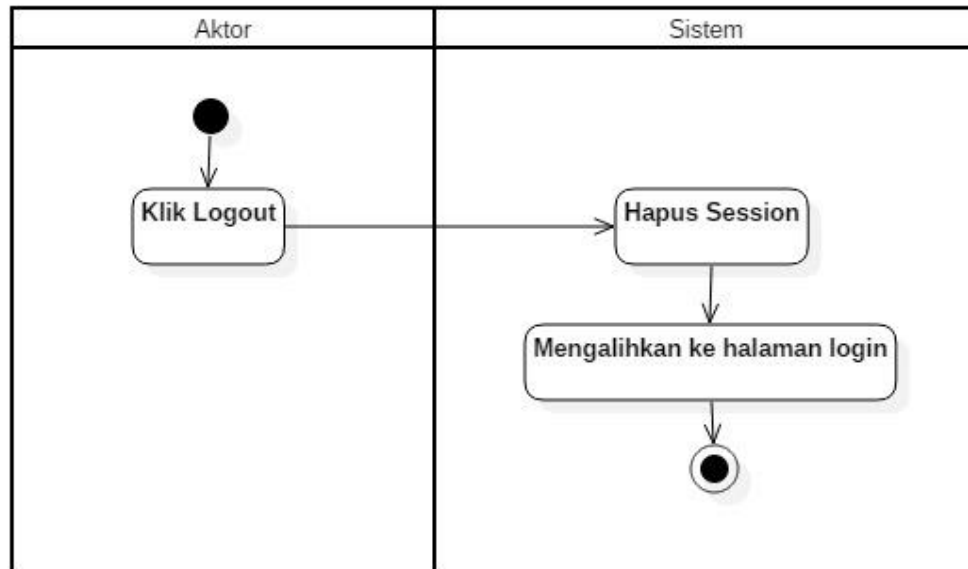 Aktor
Sistem
Klik Logout
Hapus Session
Mengalihkan ke halaman login